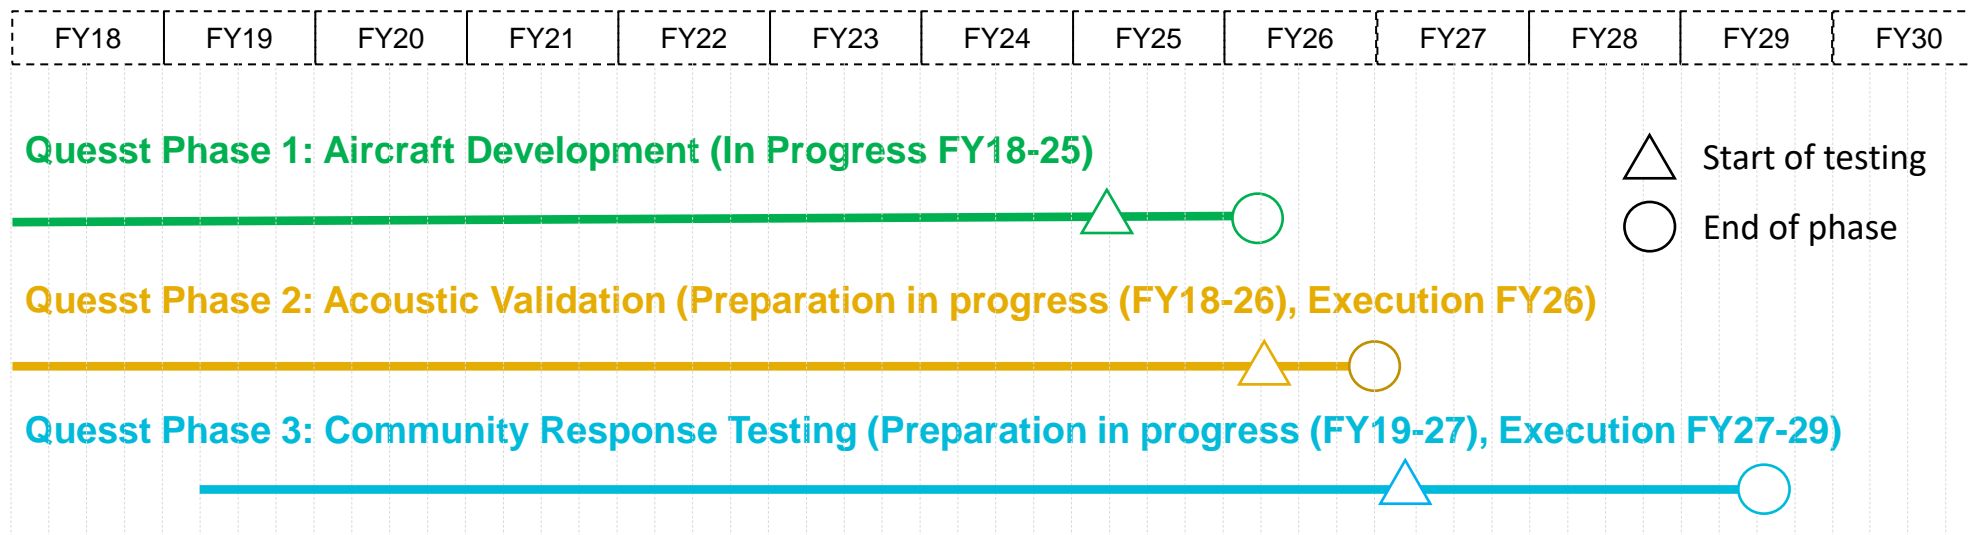 FY18 FY19 FY20 FY21 FY22 FY23 FY24 FY25 FY26 FY27 FY28 FY29 FY30
Quesst Phase 1: Aircraft Development (In Progress FY18-25)
Start of testing
End of phase
Quesst Phase 2: Acoustic Validation (Preparation in progress (FY18-26), Execution FY26)
Quesst Phase 3: Community Response Testing (Preparation in progress (FY19-27), Execution FY27-29)